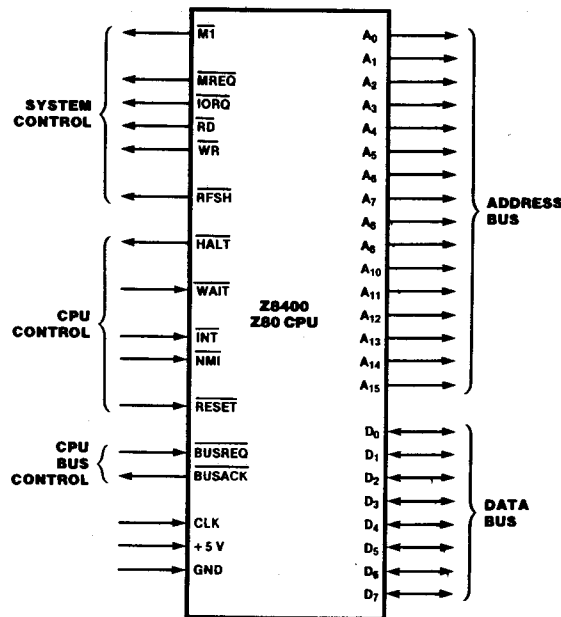 SYSTEM
CONTROL
CPU
CONTROL
CPU
BUS
CONTROL
M1
MREQ
IORQ
RD
WR
RFSH
HALT
WAIT
INT
NMI
RESET
BUSREQ
BUSACK
CLK
+5 V
GND
Z8400
Z80 CPU
A₀
A₁
A₂
A₃
A₄
A₅
A₆
A₇
A₈
A₉
A₁₀
A₁₁
A₁₂
A₁₃
A₁₄
A₁₅
D₀
D₁
D₂
D₃
D₄
D₅
D₆
D₇
ADDRESS
BUS
DATA
BUS